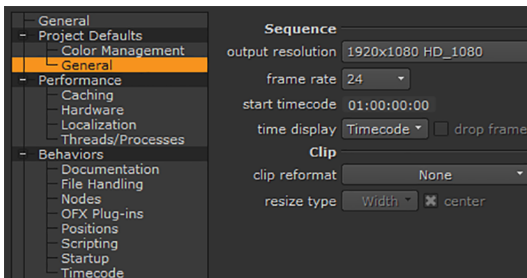 General
Project Defaults
Color Management
General
Performance
Caching
Hardware
Localization
Threads/Processes
Behaviors
Documentation
File Handling
Nodes
OFX Plug-ins
Positions
Scripting
Startup
Timecode
Sequence
output resolution 1920x1080 HD_1080
frame rate 24
start timecode 01:00:00:00
time display Timecode drop frame
Clip
clip reformat None
resize type Width center